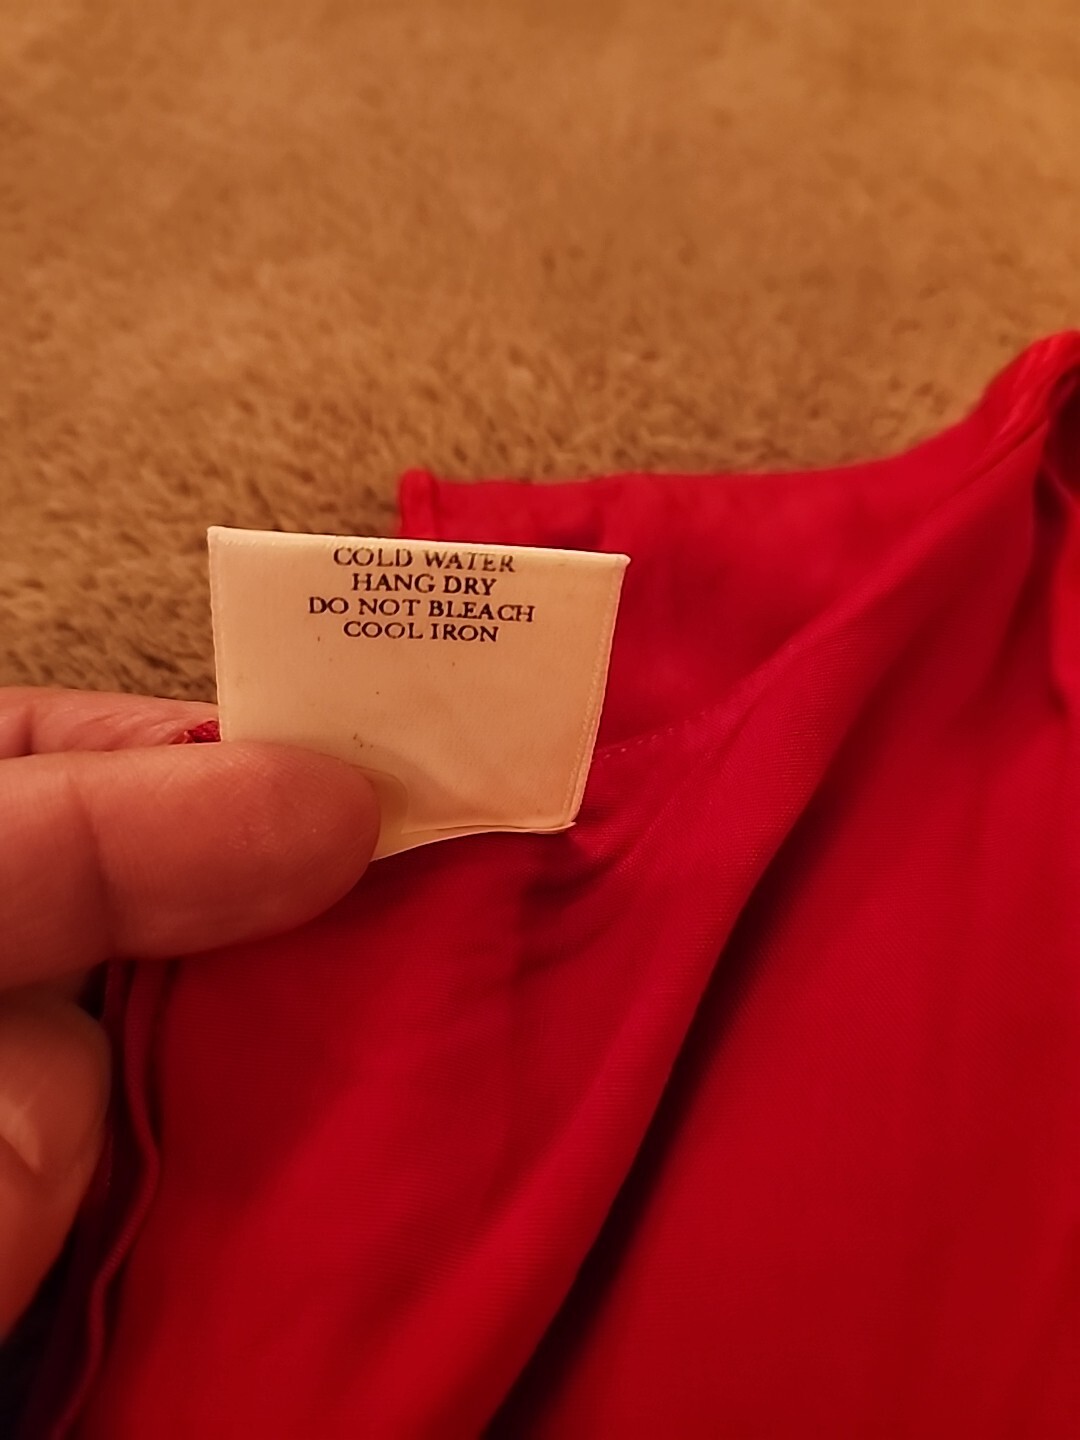 COLD WATER
HANG DRY
DO NOT BLEACH
COOL IRON